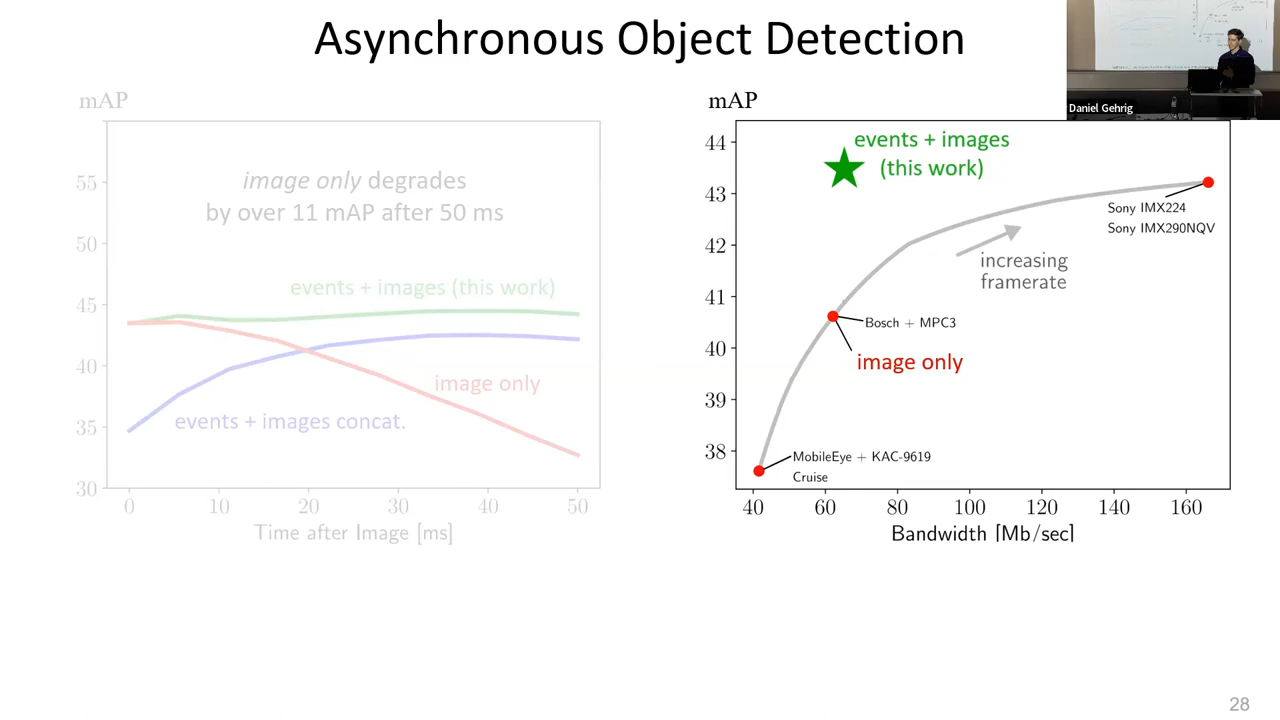 Asynchronous Object Detection
Daniel Gehrig
mAP
image only degrades
by over 11 mAP after 50 ms
events + images (this work)
image only
events + images concat.
55
50
45
40
35
30
0 10 20 30 40 50
Time after Image [ms]
mAP
events + images
(this work)
Sony IMX224
Sony IMX290NQV
increasing
framerate
Bosch + MPC3
image only
MobileEye + KAC-9619
Cruise
44
43
42
41
40
39
38
40 60 80 100 120 140 160
Bandwidth [Mb/sec]
28